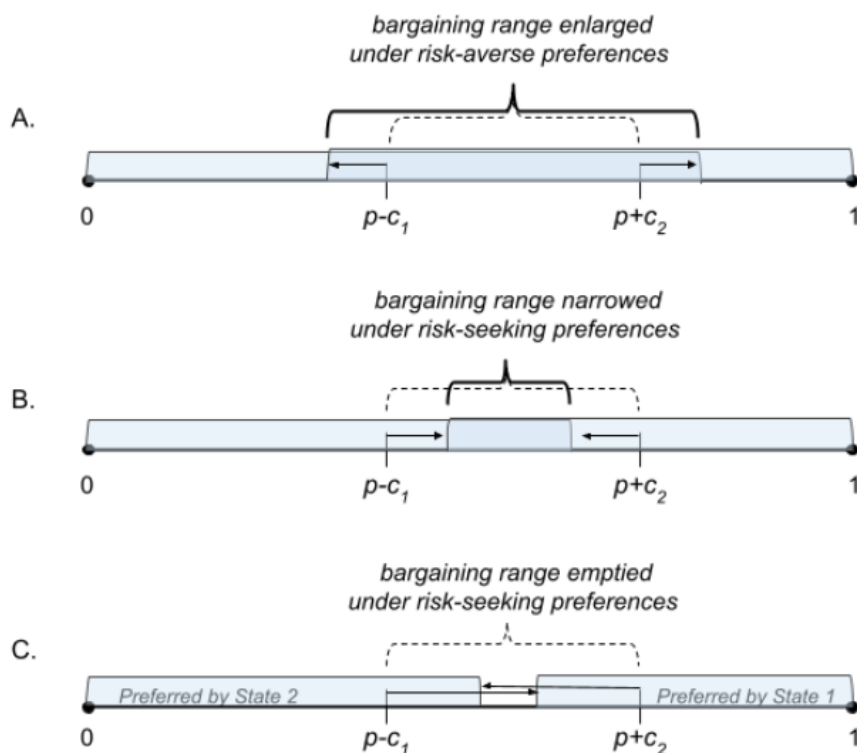 bargaining range enlarged
under risk-averse preferences
A.
0
p-c₁
p+c₂
1
bargaining range narrowed
under risk-seeking preferences
B.
0
p-c₁
p+c₂
1
bargaining range emptied
under risk-seeking preferences
C.
Preferred by State 2
Preferred by State 1
0
p-c₁
p+c₂
1